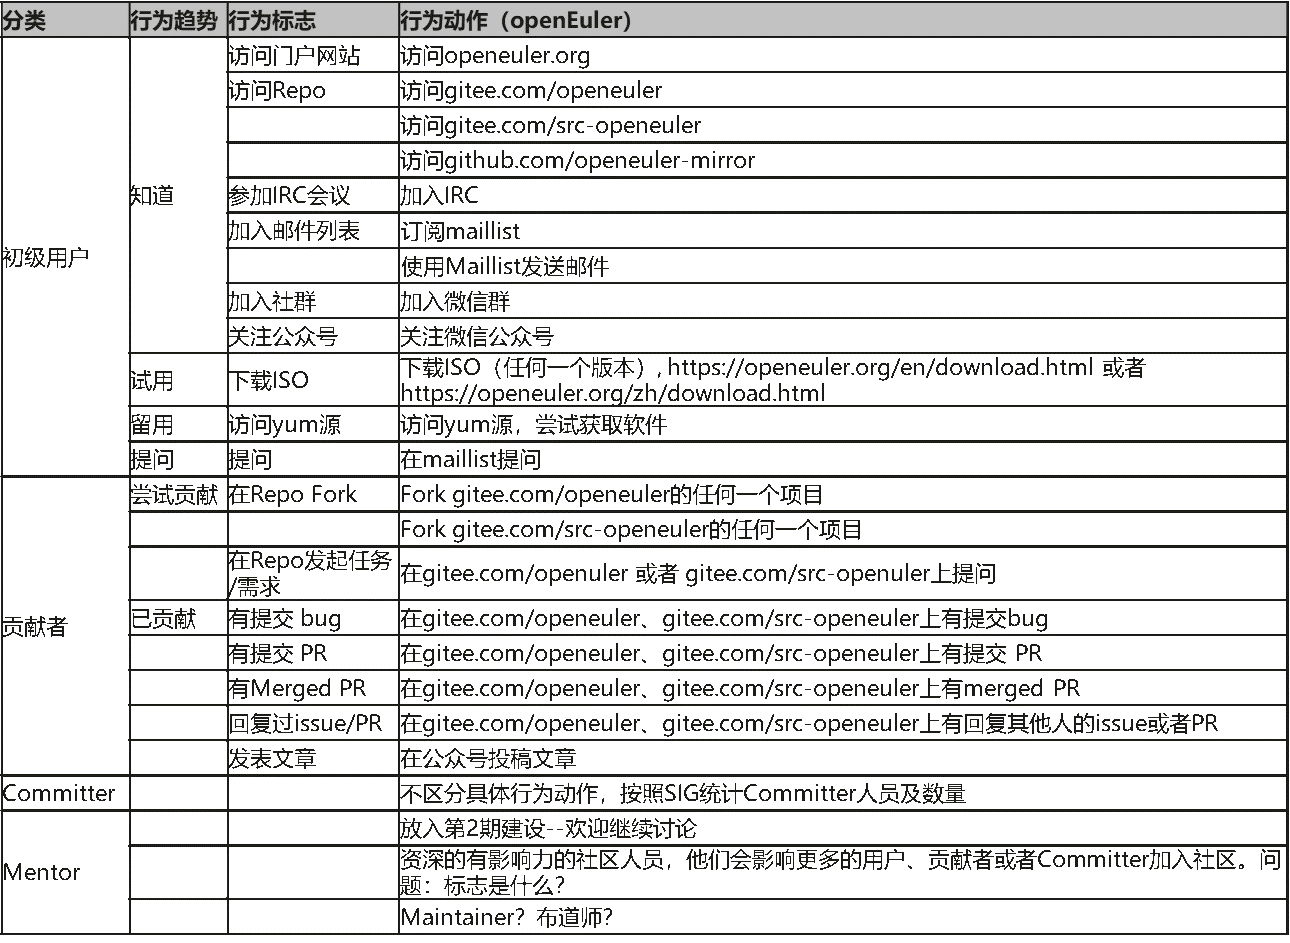 分类 行为趋势 行为标志 行为动作（openEuler）
初级用户 知道 访问门户网站 访问openeuler.org
访问Repo 访问gitee.com/openeuler
访问gitee.com/src-openeuler
访问github.com/openeuler-mirror
参加IRC会议 加入IRC
加入邮件列表 订阅maillist
使用Maillist发送邮件
加入社群 加入微信群
关注公众号 关注微信公众号
试用 下载ISO 下载ISO（任何一个版本）, https://openeuler.org/en/download.html 或者
https://openeuler.org/zh/download.html
留用 访问yum源 访问yum源，尝试获取软件
提问 提问 在maillist提问
贡献者 尝试贡献 在Repo Fork Fork gitee.com/openeuler的任何一个项目
Fork gitee.com/src-openeuler的任何一个项目
在Repo发起任务
/需求 在gitee.com/openuler 或者 gitee.com/src-openuler上提问
已贡献 有提交 bug 在gitee.com/openeuler、gitee.com/src-openeuler上有提交bug
有提交 PR 在gitee.com/openeuler、gitee.com/src-openeuler上有提交 PR
有Merged PR 在gitee.com/openeuler、gitee.com/src-openeuler上有merged PR
回复过issue/PR 在gitee.com/openeuler、gitee.com/src-openeuler上有回复其他人的issue或者PR
发表文章 在公众号投稿文章
Committer 不区分具体行为动作，按照SIG统计Committer人员及数量
Mentor 放入第2期建设--欢迎继续讨论
资深的有影响力的社区人员，他们会影响更多的用户、贡献者或者Committer加入社区。问
题：标志是什么？
Maintainer？布道师？